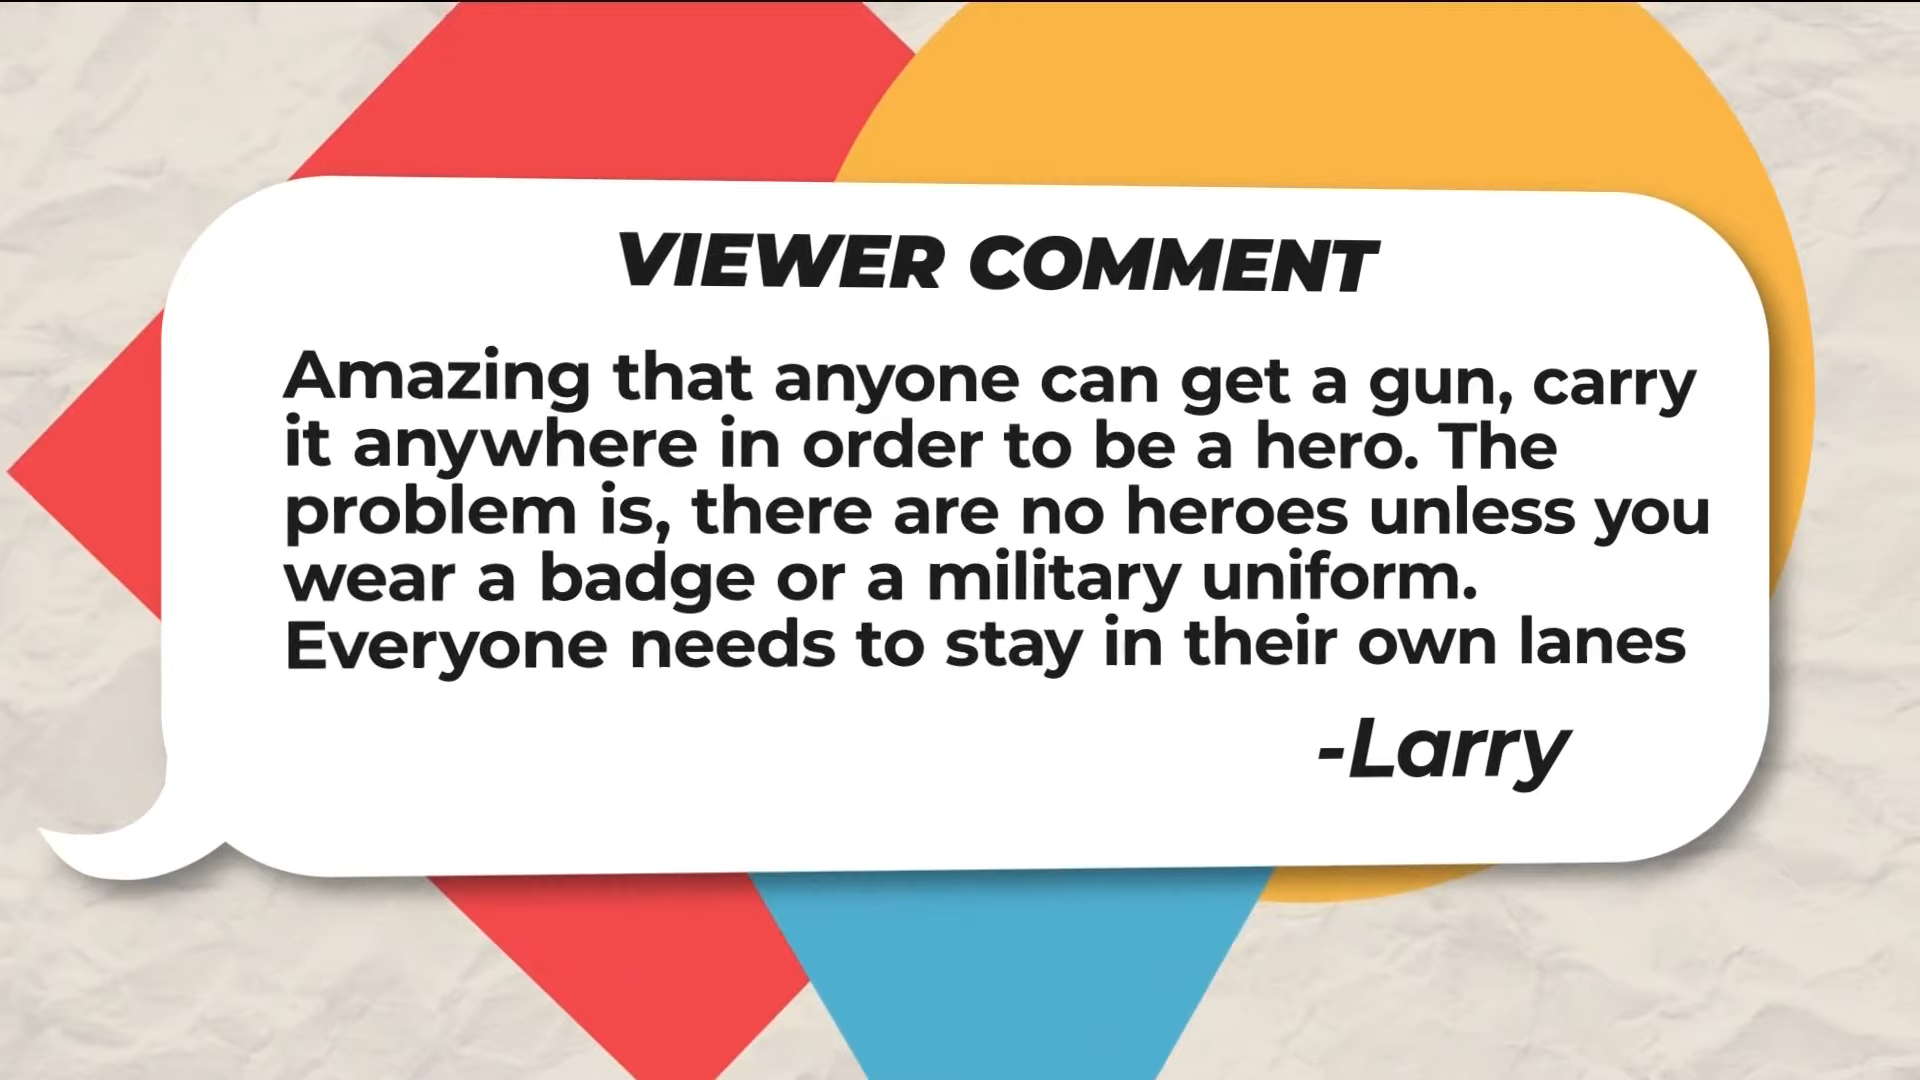 VIEWER COMMENT
Amazing that anyone can get a gun, carry
it anywhere in order to be a hero. The
problem is, there are no heroes unless you
wear a badge or a military uniform.
Everyone needs to stay in their own lanes
-Larry